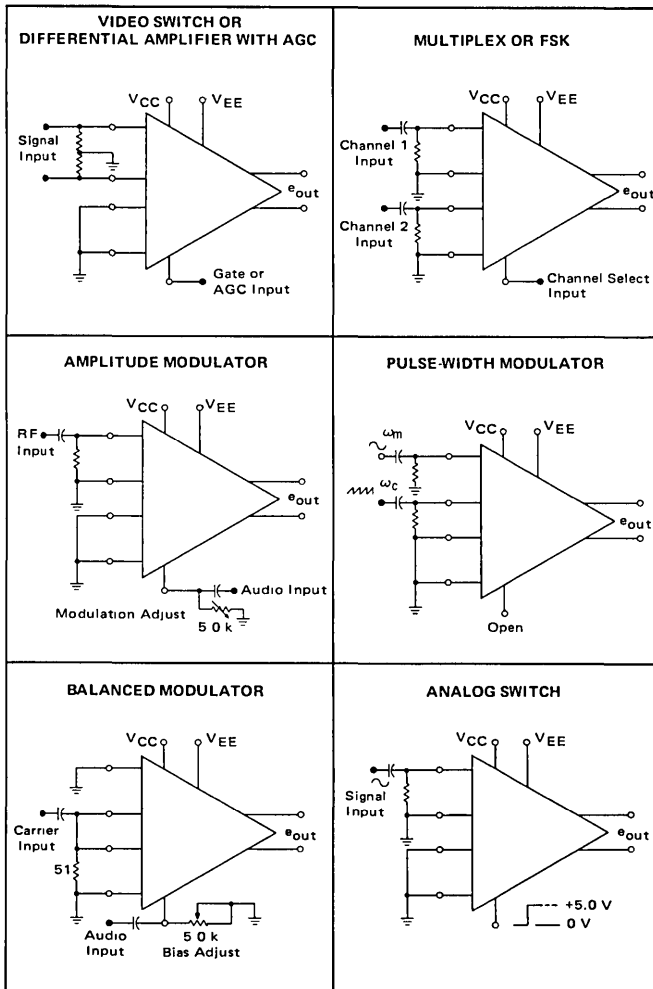 VIDEO SWITCH OR
DIFFERENTIAL AMPLIFIER WITH AGC
VCC
VEE
Signal
Input
eout
Gate or
AGC Input
MULTIPLEX OR FSK
VCC
VEE
Channel 1
Input
Channel 2
Input
eout
Channel Select
Input
AMPLITUDE MODULATOR
VCC
VEE
RF
Input
eout
Audio Input
Modulation Adjust
5 0 k
PULSE-WIDTH MODULATOR
VCC
VEE
ωm
ωc
eout
Open
BALANCED MODULATOR
VCC
VEE
Carrier
Input
51
eout
Audio
Input
5 0 k
Bias Adjust
ANALOG SWITCH
VCC
VEE
Signal
Input
eout
+5.0 V
0 V